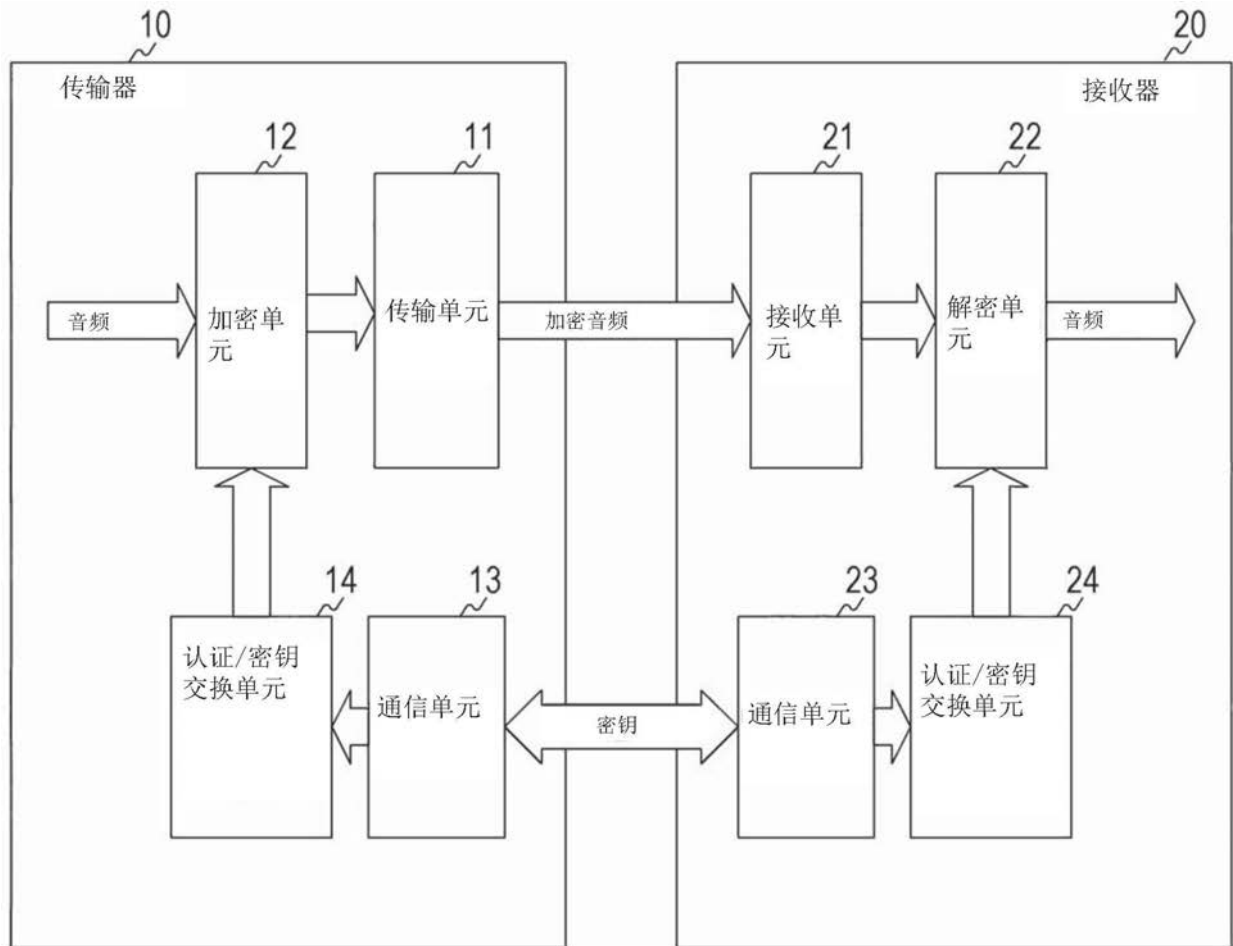 10
20
传输器
接收器
12
11
21
22
音频
加密单
元
传输单元
加密音频
接收单
元
解密单
元
音频
14
13
23
24
认证/密钥
交换单元
通信单元
密钥
通信单元
认证/密钥
交换单元